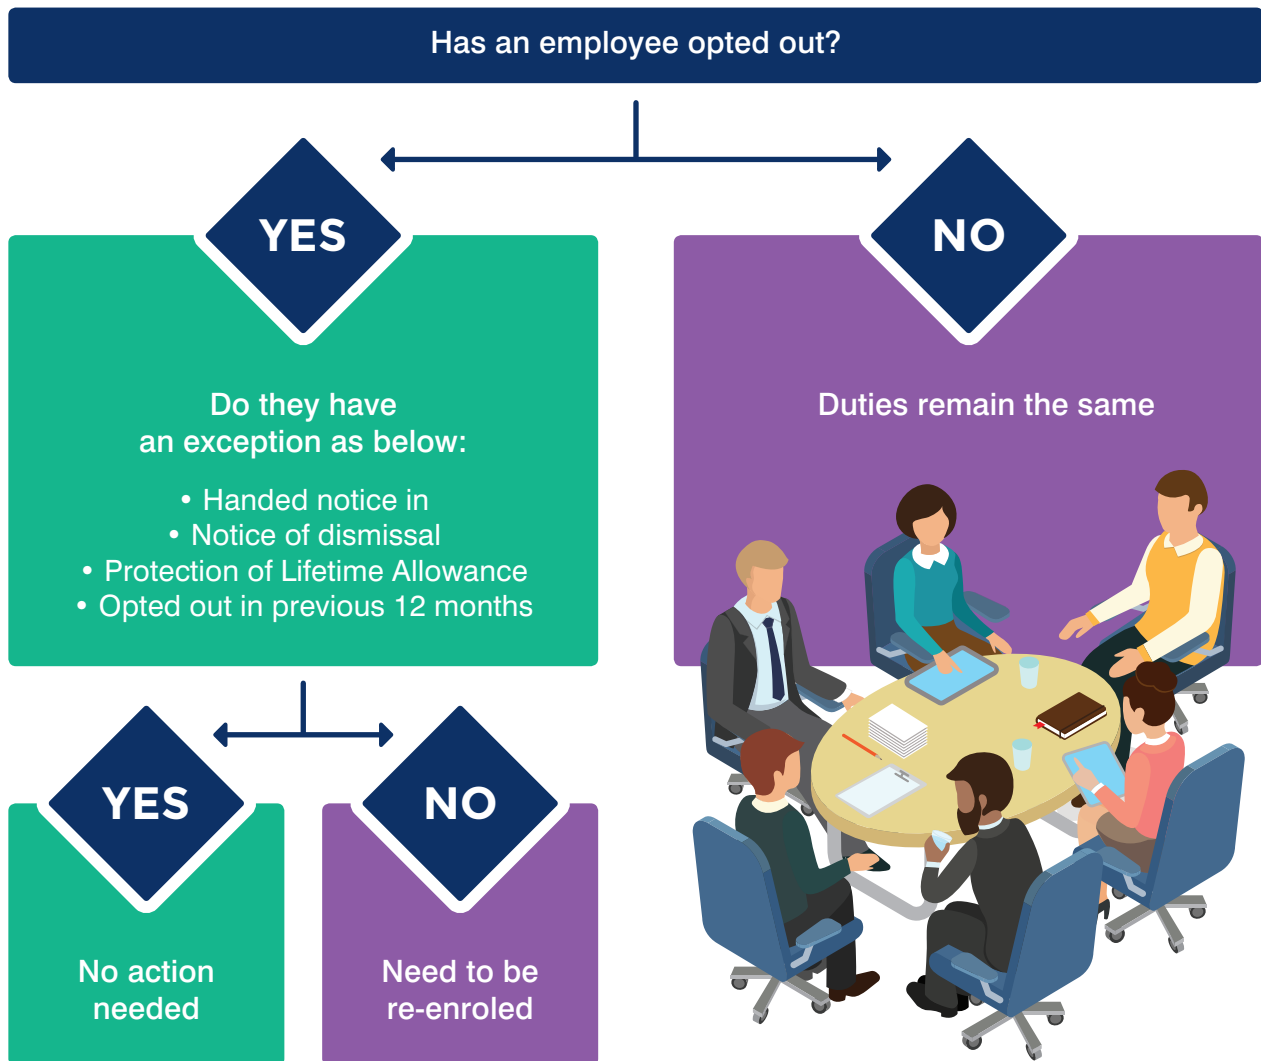 Has an employee opted out?
YES
NO
Do they have
an exception as below:
• Handed notice in
• Notice of dismissal
• Protection of Lifetime Allowance
• Opted out in previous 12 months
Duties remain the same
YES
NO
No action
needed
Need to be
re-enroled